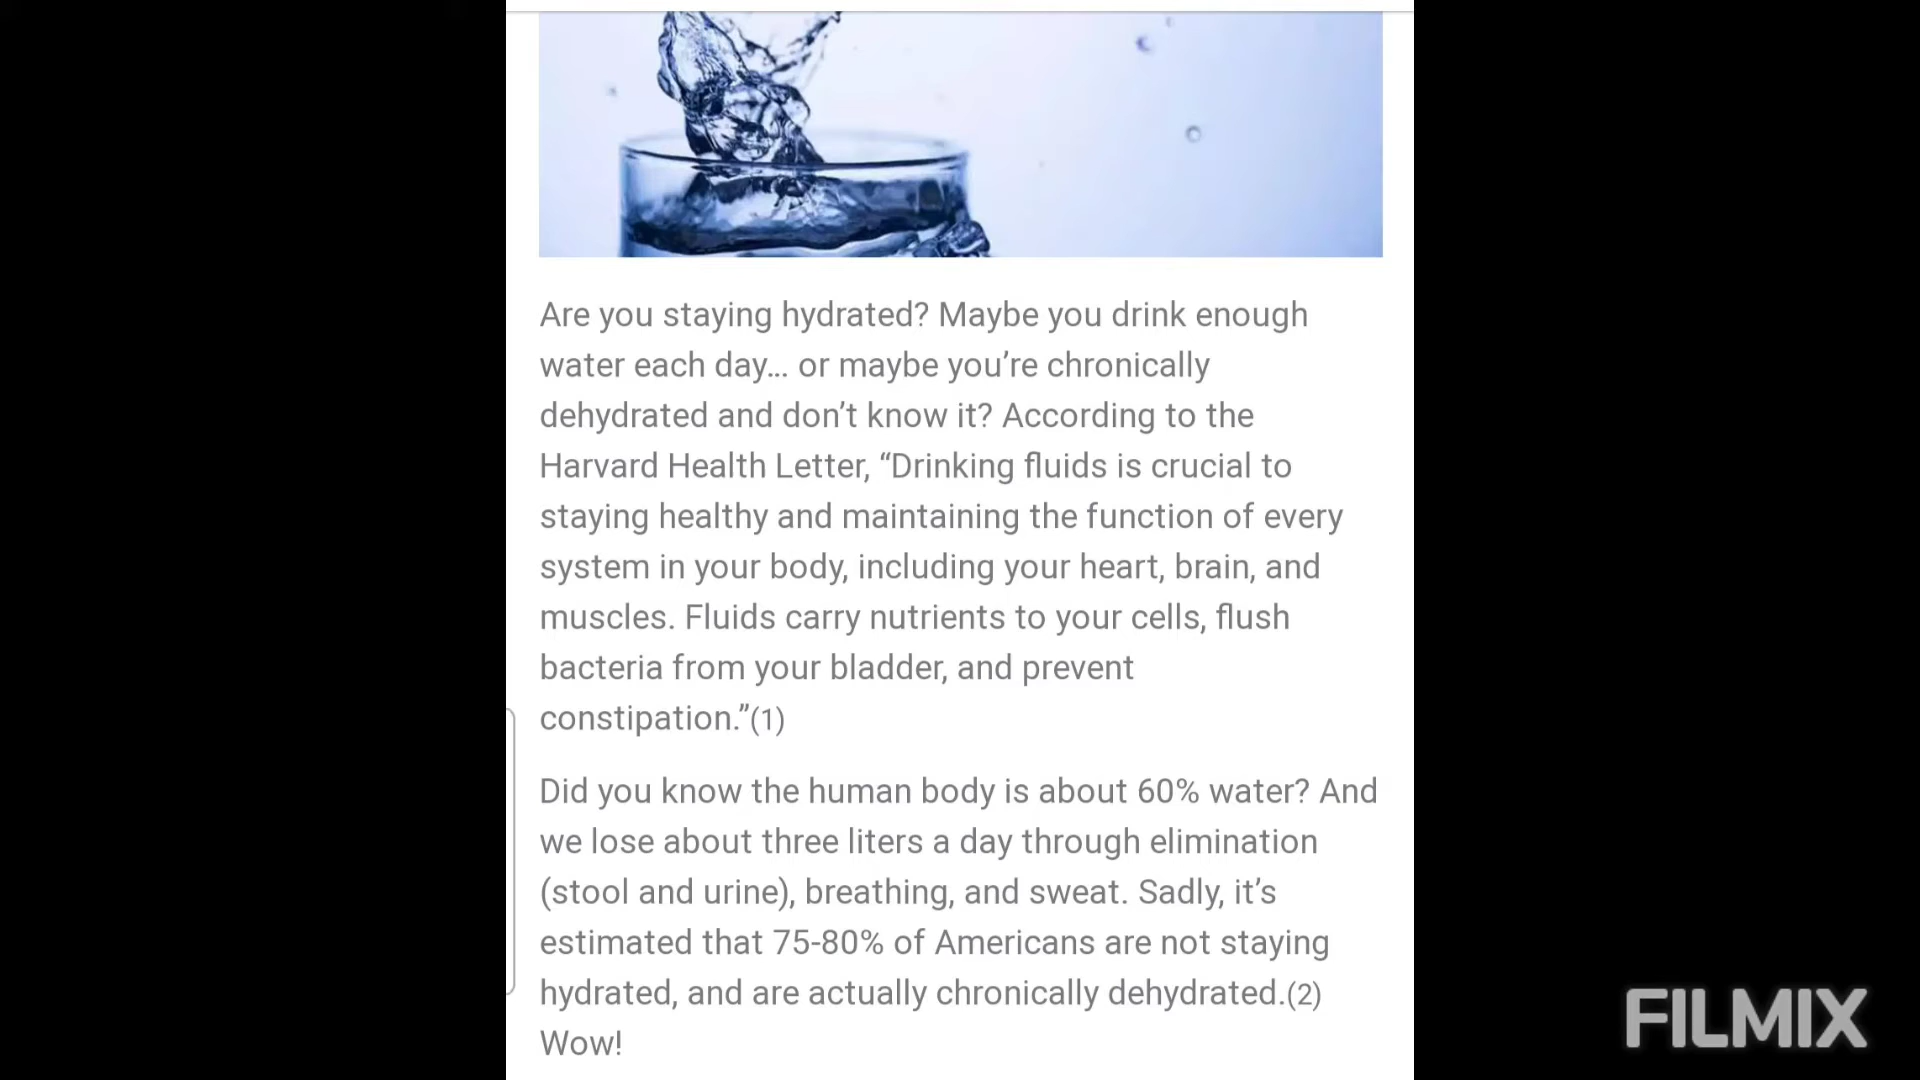 Are you staying hydrated? Maybe you drink enough
water each day… or maybe you’re chronically
dehydrated and don’t know it? According to the
Harvard Health Letter, “Drinking fluids is crucial to
staying healthy and maintaining the function of every
system in your body, including your heart, brain, and
muscles. Fluids carry nutrients to your cells, flush
bacteria from your bladder, and prevent
constipation.”(1)
Did you know the human body is about 60% water? And
we lose about three liters a day through elimination
(stool and urine), breathing, and sweat. Sadly, it’s
estimated that 75-80% of Americans are not staying
hydrated, and are actually chronically dehydrated.(2)
Wow!
FILMIX